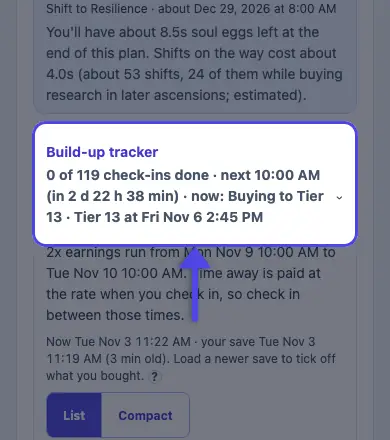 Shift to Resilience · about Dec 29, 2026 at 8:00 AM
You'll have about 8.5s soul eggs left at
the end of this plan. Shifts on the way cost about
4.0s (about 53 shifts, 24 of them while buying
research in later ascensions; estimated).
Build-up tracker
0 of 119 check-ins done · next 10:00 AM
(in 2 d 22 h 38 min) · now: Buying to Tier
13 · Tier 13 at Fri Nov 6 2:45 PM
2x earnings run from Mon Nov 9 10:00 AM to
Tue Nov 10 10:00 AM. Time away is paid at
the rate when you check in, so check in
between those times.
Now Tue Nov 3 11:22 AM · your save Tue Nov 3
11:19 AM (3 min old). Load a newer save to tick off
what you bought. ?
List
Compact